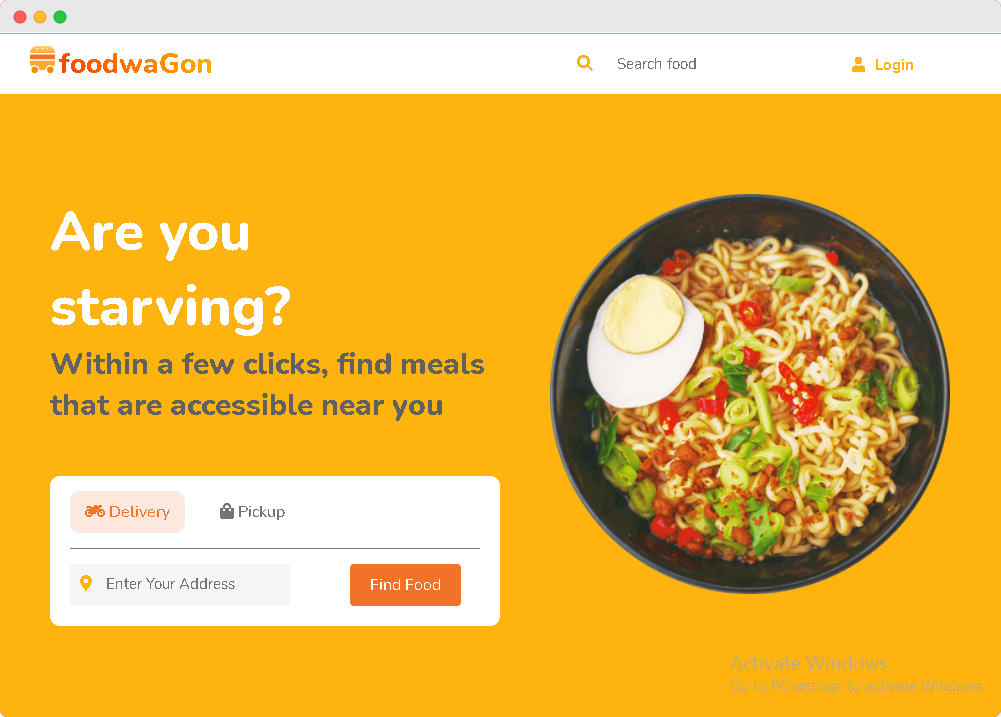 foodwaGon
Search food
Login
Are you
starving?
Within a few clicks, find meals
that are accessible near you
Delivery
Pickup
Enter Your Address
Find Food
Activate Windows
Go to PC settings to activate Windows.